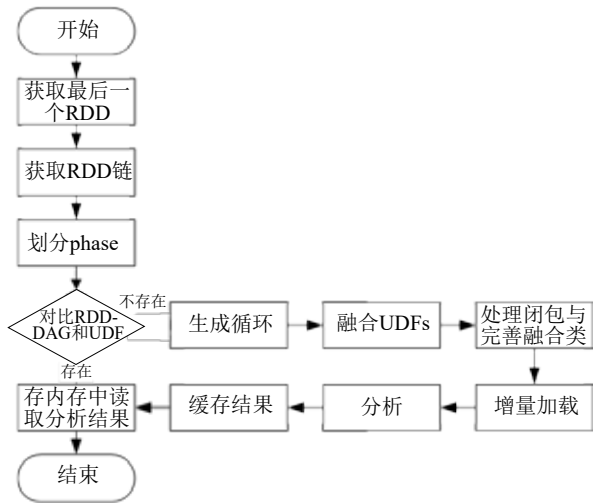 开始
获取最后一
个RDD
获取RDD链
划分phase
对比RDD-
DAG和UDF
不存在
生成循环
融合UDFs
处理闭包与
完善融合类
存在
存内存中读
取分析结果
缓存结果
分析
增量加载
结束